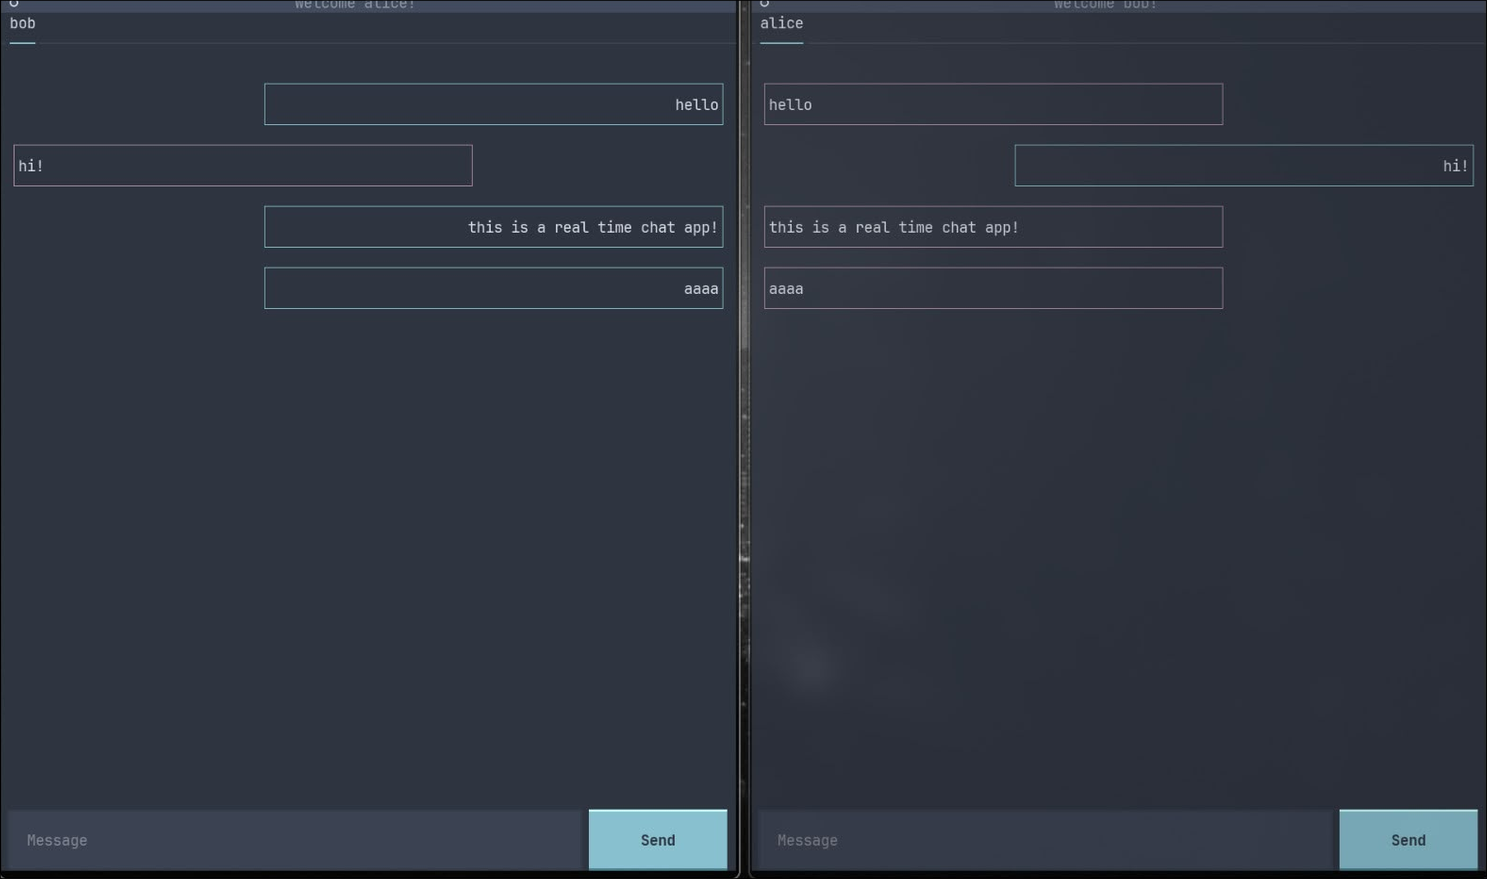 Welcome alice!
bob
hello
hi!
this is a real time chat app!
aaaa
Message
Send
Welcome bob!
alice
hello
hi!
this is a real time chat app!
aaaa
Message
Send